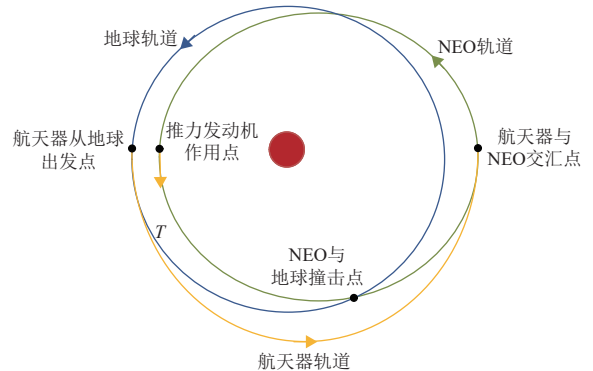 地球轨道
NEO轨道
航天器从地球
出发点
推力发动机
作用点
航天器与
NEO交汇点
T
NEO与
地球撞击点
航天器轨道